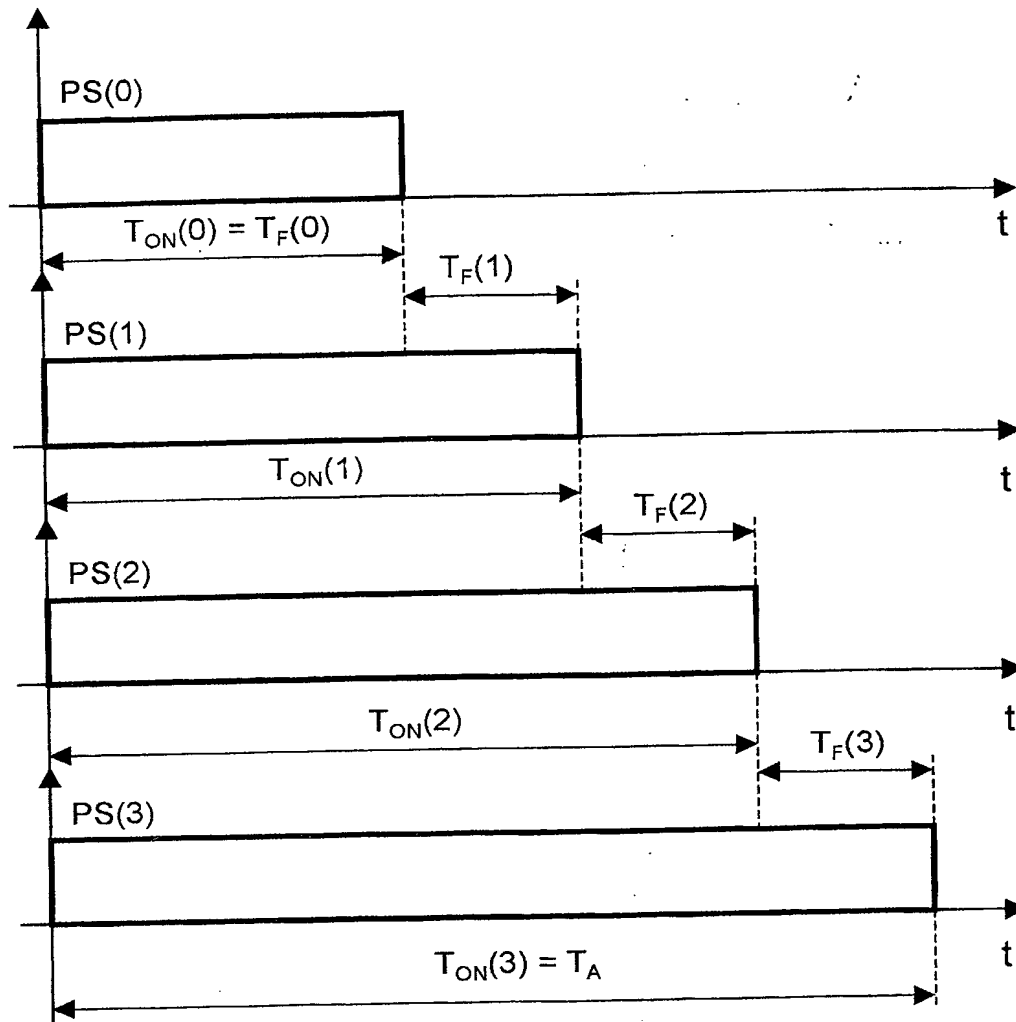 PS(0)
t
T_ON(0) = T_F(0)
T_F(1)
PS(1)
t
T_ON(1)
T_F(2)
PS(2)
t
T_ON(2)
T_F(3)
PS(3)
t
T_ON(3) = T_A